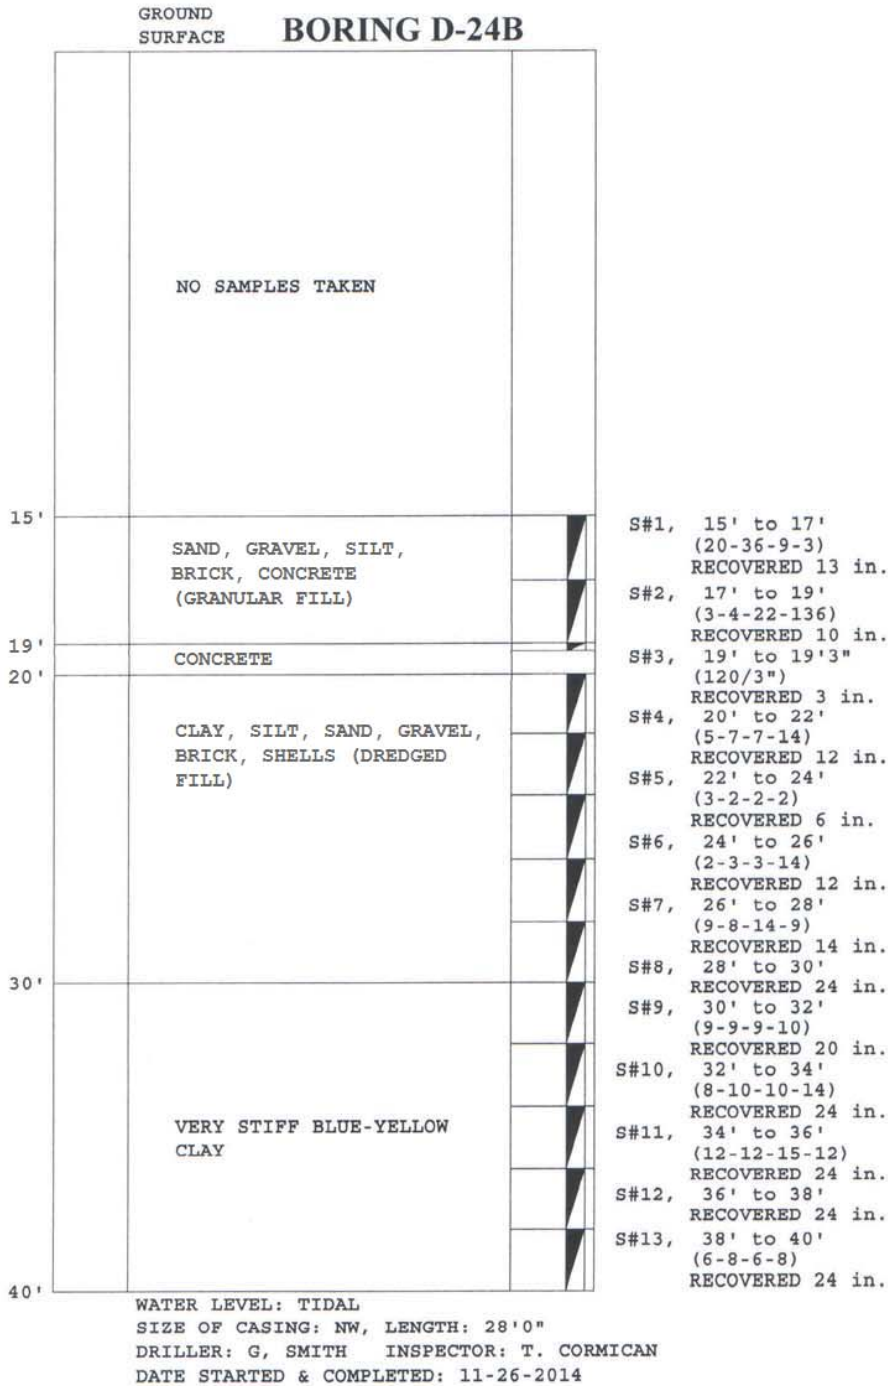 GROUND
SURFACE
BORING D-24B
NO SAMPLES TAKEN
15'
SAND, GRAVEL, SILT,
BRICK, CONCRETE
(GRANULAR FILL)
19'
CONCRETE
20'
CLAY, SILT, SAND, GRAVEL,
BRICK, SHELLS (DREDGED
FILL)
30'
VERY STIFF BLUE-YELLOW
CLAY
40'
S#1, 15' to 17'
(20-36-9-3)
RECOVERED 13 in.
S#2, 17' to 19'
(3-4-22-136)
RECOVERED 10 in.
S#3, 19' to 19'3"
(120/3")
RECOVERED 3 in.
S#4, 20' to 22'
(5-7-7-14)
RECOVERED 12 in.
S#5, 22' to 24'
(3-2-2-2)
RECOVERED 6 in.
S#6, 24' to 26'
(2-3-3-14)
RECOVERED 12 in.
S#7, 26' to 28'
(9-8-14-9)
RECOVERED 14 in.
S#8, 28' to 30'
RECOVERED 24 in.
S#9, 30' to 32'
(9-9-9-10)
RECOVERED 20 in.
S#10, 32' to 34'
(8-10-10-14)
RECOVERED 24 in.
S#11, 34' to 36'
(12-12-15-12)
RECOVERED 24 in.
S#12, 36' to 38'
RECOVERED 24 in.
S#13, 38' to 40'
(6-8-6-8)
RECOVERED 24 in.
WATER LEVEL: TIDAL
SIZE OF CASING: NW, LENGTH: 28'0"
DRILLER: G, SMITH INSPECTOR: T. CORMICAN
DATE STARTED & COMPLETED: 11-26-2014